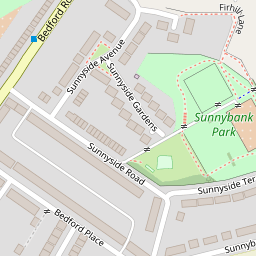 Firhill Lane
Bedford Ro
Sunnyside Avenue
Sunnyside Gardens
Sunnybank
Park
Sunnyside Road
Sunnyside Ter
Bedford Place
Sunnyb